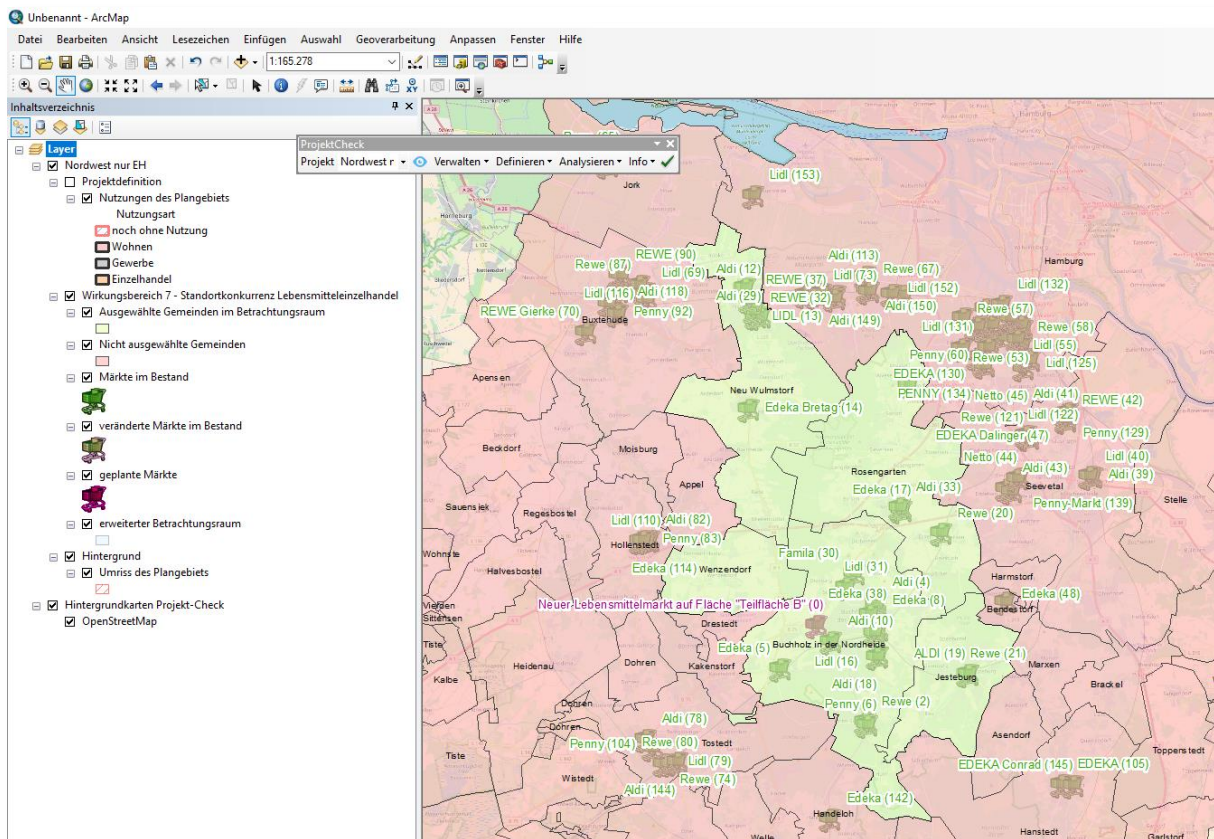 Unbenannt - ArcMap
Datei Bearbeiten Ansicht Lesezeichen Einfügen Auswahl Geoverarbeitung Anpassen Fenster Hilfe
1:165.278
Inhaltsverzeichnis
Layer
Nordwest nur EH
Projektdefinition
Nutzungen des Plangebiets
Nutzungsart
noch ohne Nutzung
Wohnen
Gewerbe
Einzelhandel
Wirkungsbereich 7 - Standortkonkurrenz Lebensmitteleinzelhandel
Ausgewählte Gemeinden im Betrachtungsraum
Nicht ausgewählte Gemeinden
Märkte im Bestand
veränderte Märkte im Bestand
geplante Märkte
erweiterter Betrachtungsraum
Hintergrund
Umriss des Plangebiets
Hintergrundkarten Projekt-Check
OpenStreetMap
ProjektCheck
Projekt Nordwest r Verwalten Definieren Analysieren Info
Jork
Lidl (153)
Horneburg
Hamburg
REWE (90)
Rewe (87)
Lidl (69)
Aldi (12)
Aldi (113)
REWE (37)
Lidl (73)
Rewe (67)
Lidl (116)
Aldi (118)
Aldi (29)
REWE (32)
Lidl (152)
Lidl (132)
REWE Gierke (70)
Penny (92)
LIDL (13)
Aldi (149)
Aldi (150)
Rewe (57)
Buxtehude
Lidl (131)
Rewe (58)
Penny (60)
Rewe (53)
Lidl (55)
EDEKA (130)
Lidl (125)
Apensen
Neu Wulmstorf
PENNY (134)
Netto (45)
Aldi (41)
REWE (42)
Edeka Bretag (14)
Rewe (121)
Lidl (122)
EDEKA Dalinger (47)
Penny (129)
Beckdorf
Moisburg
Netto (44)
Lidl (40)
Rosengarten
Aldi (43)
Aldi (39)
Appel
Edeka (17)
Aldi (33)
Seevetal
Penny-Markt (139)
Stelle
Sauensiek
Regesbostel
Rewe (20)
Lidl (110)
Aldi (82)
Hollenstedt
Penny (83)
Wohnste
Famila (30)
Halvesbostel
Edeka (114)
Wenzendorf
Lidl (31)
Aldi (4)
Harmstorf
Edeka (38)
Edeka (8)
Edeka (48)
Neuer Lebensmittelmarkt auf Fläche "Teilfläche B" (0)
Bendestorf
Vierden
Sittensen
Drestedt
Aldi (10)
Tiste
Edeka (5)
Buchholz in der Nordheide
ALDI (19)
Rewe (21)
Heidenau
Dohren
Kakenstorf
Lidl (16)
Marxen
Kalbe
Jesteburg
Brackel
Aldi (18)
Dohren
Penny (6)
Rewe (2)
Aldi (78)
Dohren
Asendorf
Penny (104)
Rewe (80)
Tostedt
Toppenstedt
Tiste
Lidl (79)
EDEKA Conrad (145)
EDEKA (105)
Wistedt
Rewe (74)
Aldi (144)
Edeka (142)
Handeloh
Hanstedt
Welle
Garlstorf